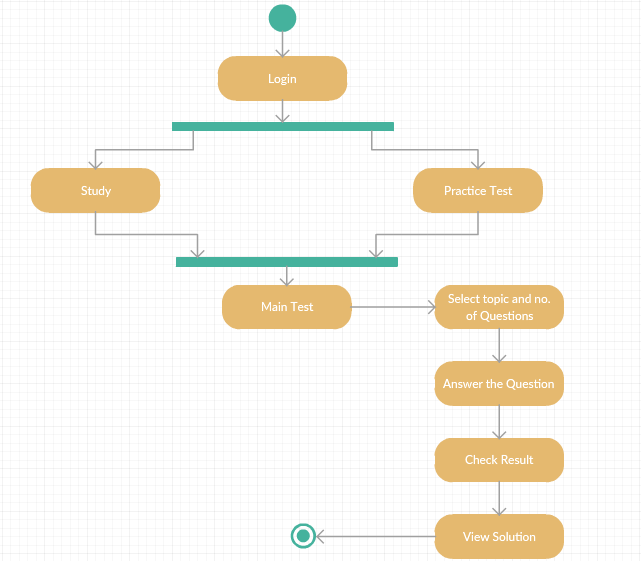 Login
Study
Practice Test
Main Test
Select topic and no.
of Questions
Answer the Question
Check Result
View Solution